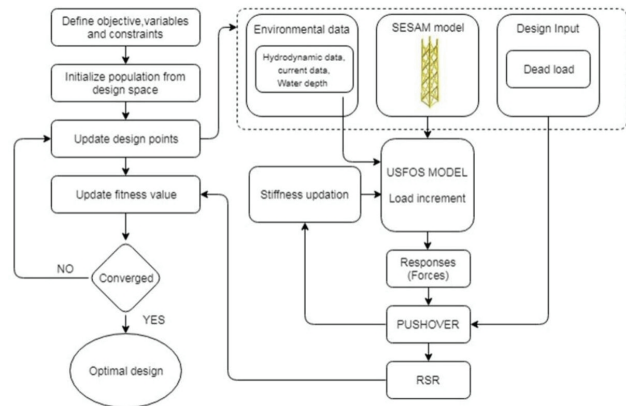 Define objective,variables
and constraints
Initialize population from
design space
Update design points
Update fitness value
NO
Converged
YES
Optimal design
Environmental data
Hydrodynamic data,
current data,
Water depth
SESAM model
Design Input
Dead load
USFOS MODEL
Load increment
Stiffness updation
Responses
(Forces)
PUSHOVER
RSR